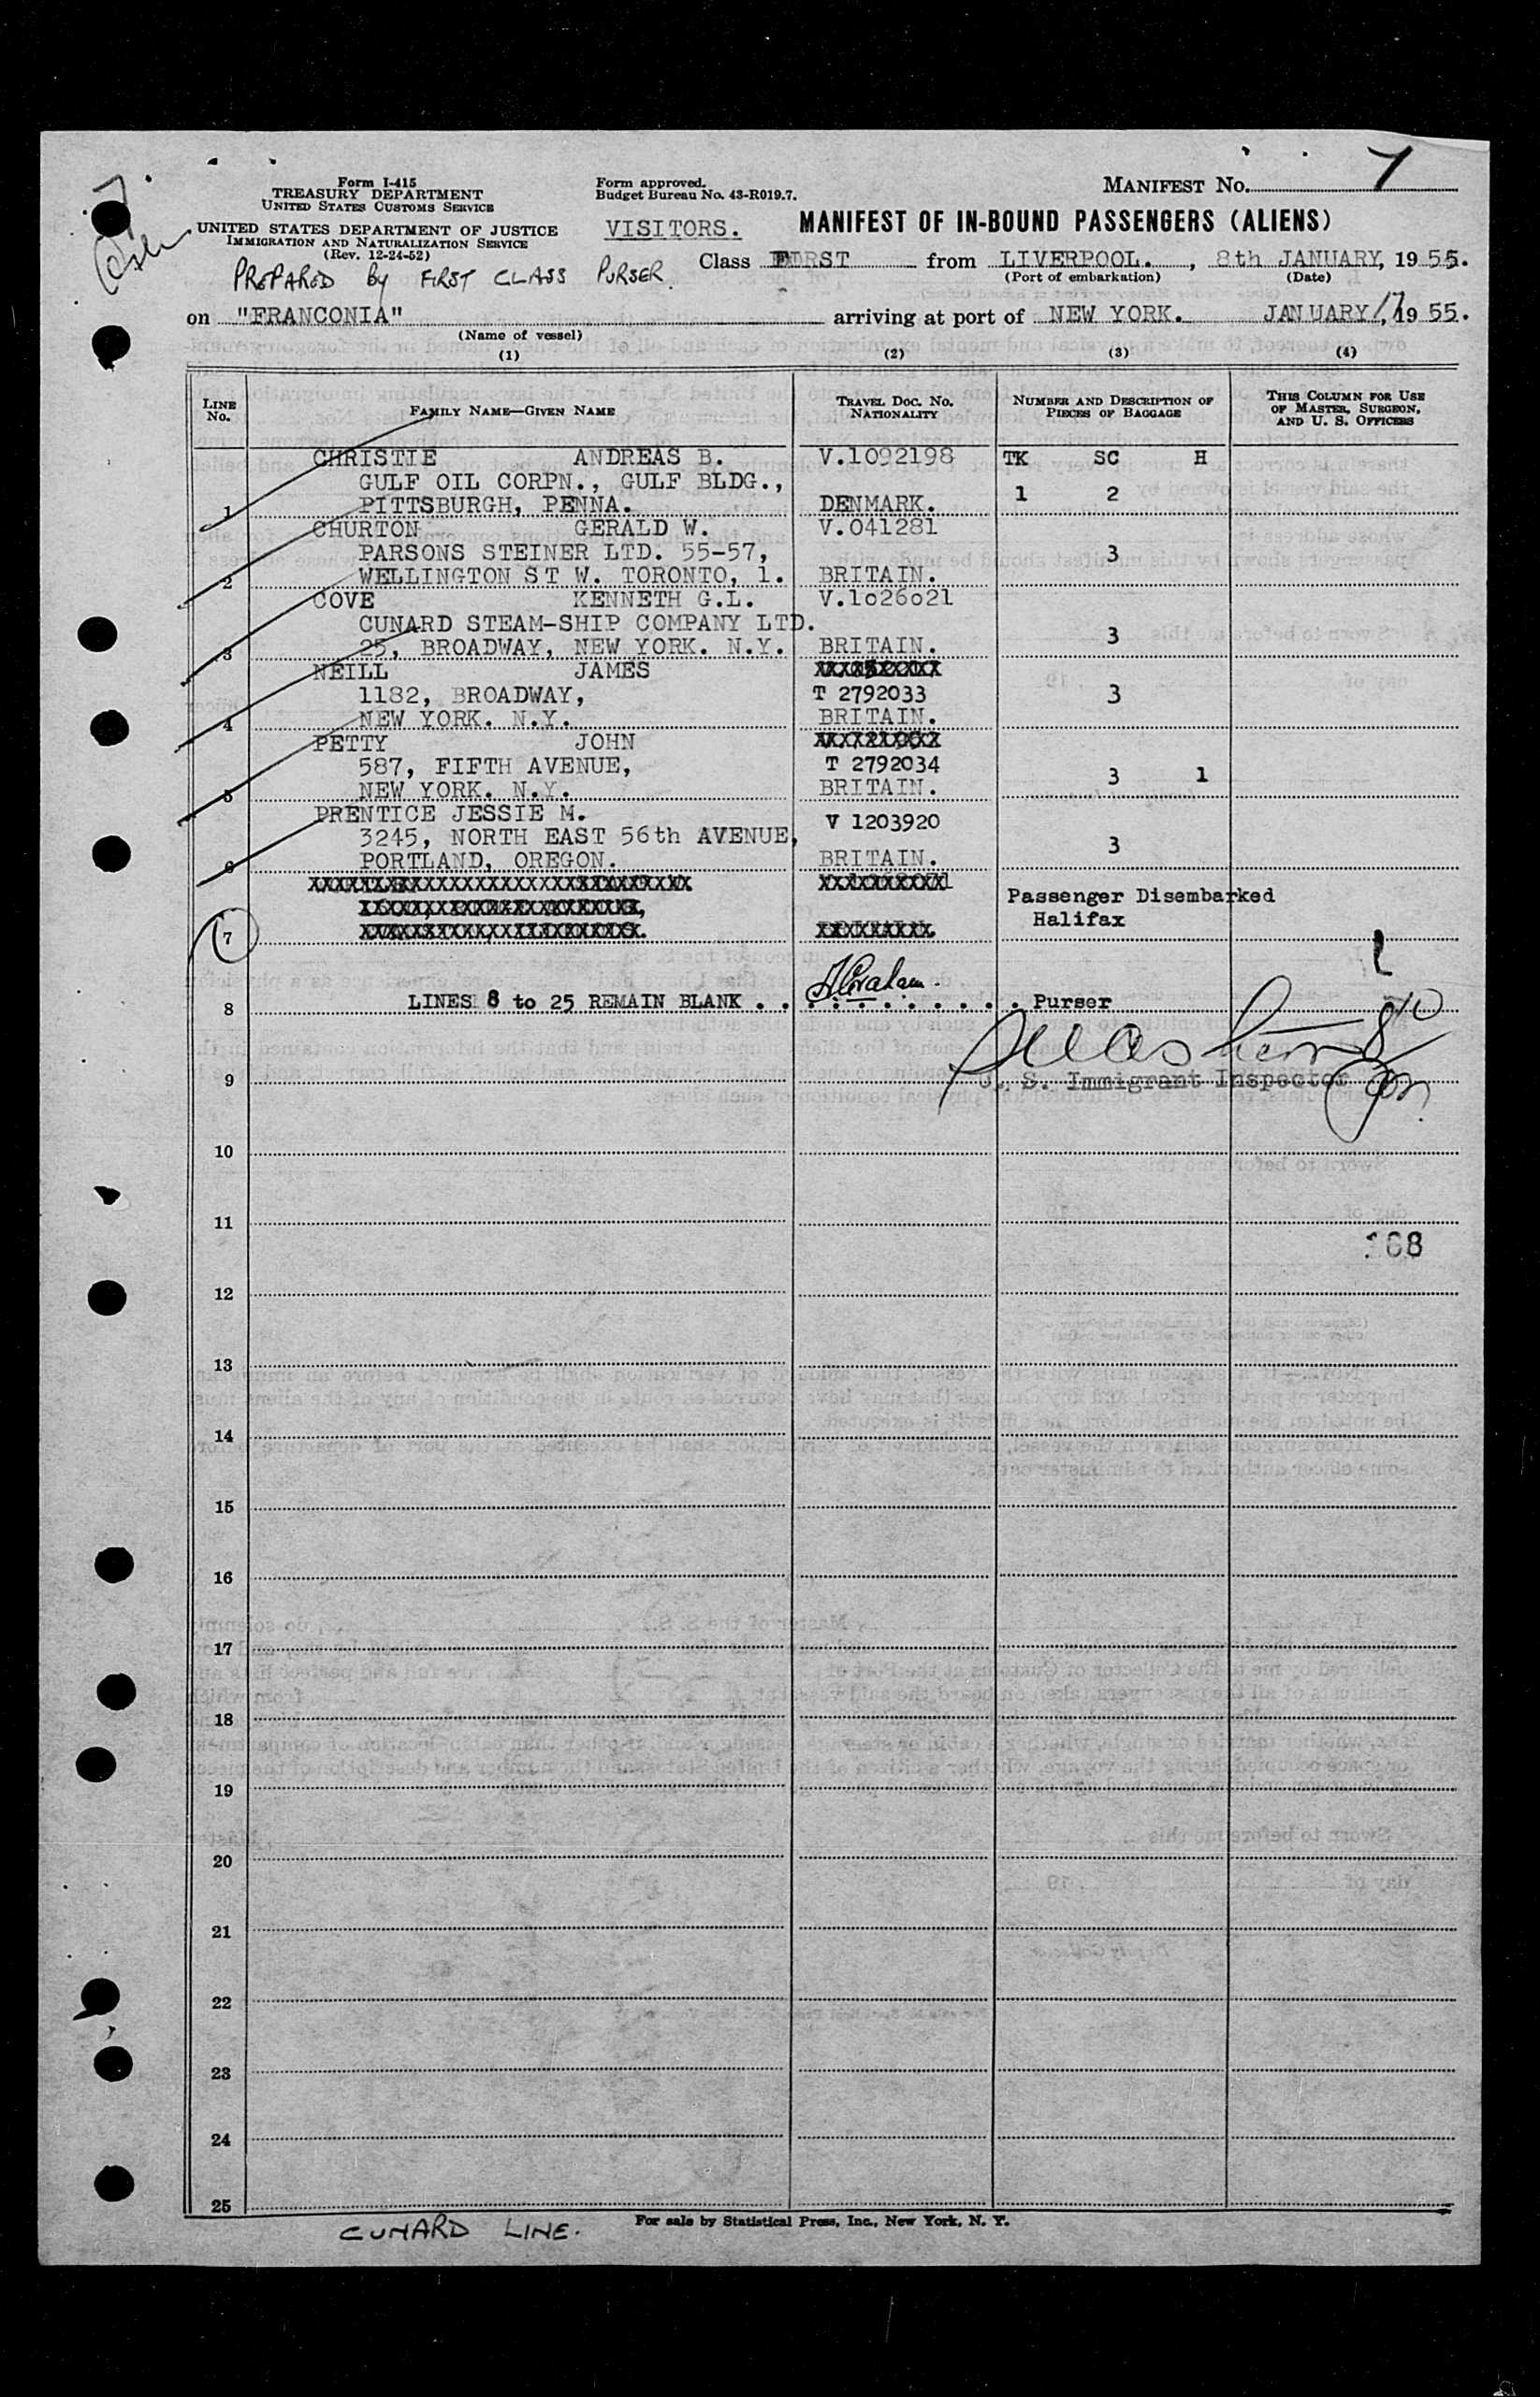 Form I-415
TREASURY DEPARTMENT
UNITED STATES CUSTOMS SERVICE
UNITED STATES DEPARTMENT OF JUSTICE
IMMIGRATION AND NATURALIZATION SERVICE
(Rev. 12-24-52)
Form approved.
Budget Bureau No. 43-R019.7.
VISITORS.
MANIFEST No. 7
MANIFEST OF IN-BOUND PASSENGERS (ALIENS)
PREPARED BY FIRST CLASS PURSER.
Class FIRST from LIVERPOOL. , 8th JANUARY, 1955.
(Port of embarkation) (Date)
on "FRANCONIA" arriving at port of NEW YORK. JANUARY 17, 1955.
(Name of vessel)
(1) (2) (3) (4)
LINE No. FAMILY NAME—GIVEN NAME TRAVEL DOC. NO. NATIONALITY NUMBER AND DESCRIPTION OF PIECES OF BAGGAGE THIS COLUMN FOR USE OF MASTER, SURGEON, AND U. S. OFFICERS
CHRISTIE ANDREAS B. V.1092198 TK SC H
GULF OIL CORPN., GULF BLDG., 1 2
1 PITTSBURGH, PENNA. DENMARK.
CHURTON GERALD W. V.041281
PARSONS STEINER LTD. 55-57, 3
2 WELLINGTON ST W. TORONTO, 1. BRITAIN.
COVE KENNETH G.L. V.1026021
CUNARD STEAM-SHIP COMPANY LTD. 3
3 25, BROADWAY, NEW YORK. N.Y. BRITAIN.
NEILL JAMES
1182, BROADWAY, T 2792033 3
4 NEW YORK. N.Y. BRITAIN.
PETTY JOHN
587, FIFTH AVENUE, T 2792034 3 1
5 NEW YORK. N.Y. BRITAIN.
PRENTICE JESSIE M. V 1203920
3245, NORTH EAST 56th AVENUE, 3
6 PORTLAND, OREGON. BRITAIN.
Passenger Disembarked
Halifax
7
8 LINES 8 to 25 REMAIN BLANK . . . . . . . . . . . Purser
9 U. S. Immigrant Inspector
10
11
168
12
13
14
15
16
17
18
19
20
21
22
23
24
25
CUNARD LINE.
For sale by Statistical Press, Inc., New York, N. Y.